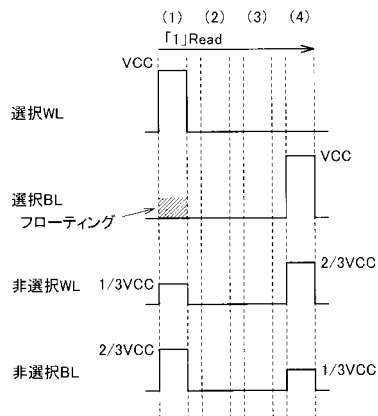 (1) (2) (3) (4)
「1」Read
VCC
選択WL
VCC
選択BL
フローティング
2/3VCC
非選択WL 1/3VCC
2/3VCC
非選択BL 1/3VCC